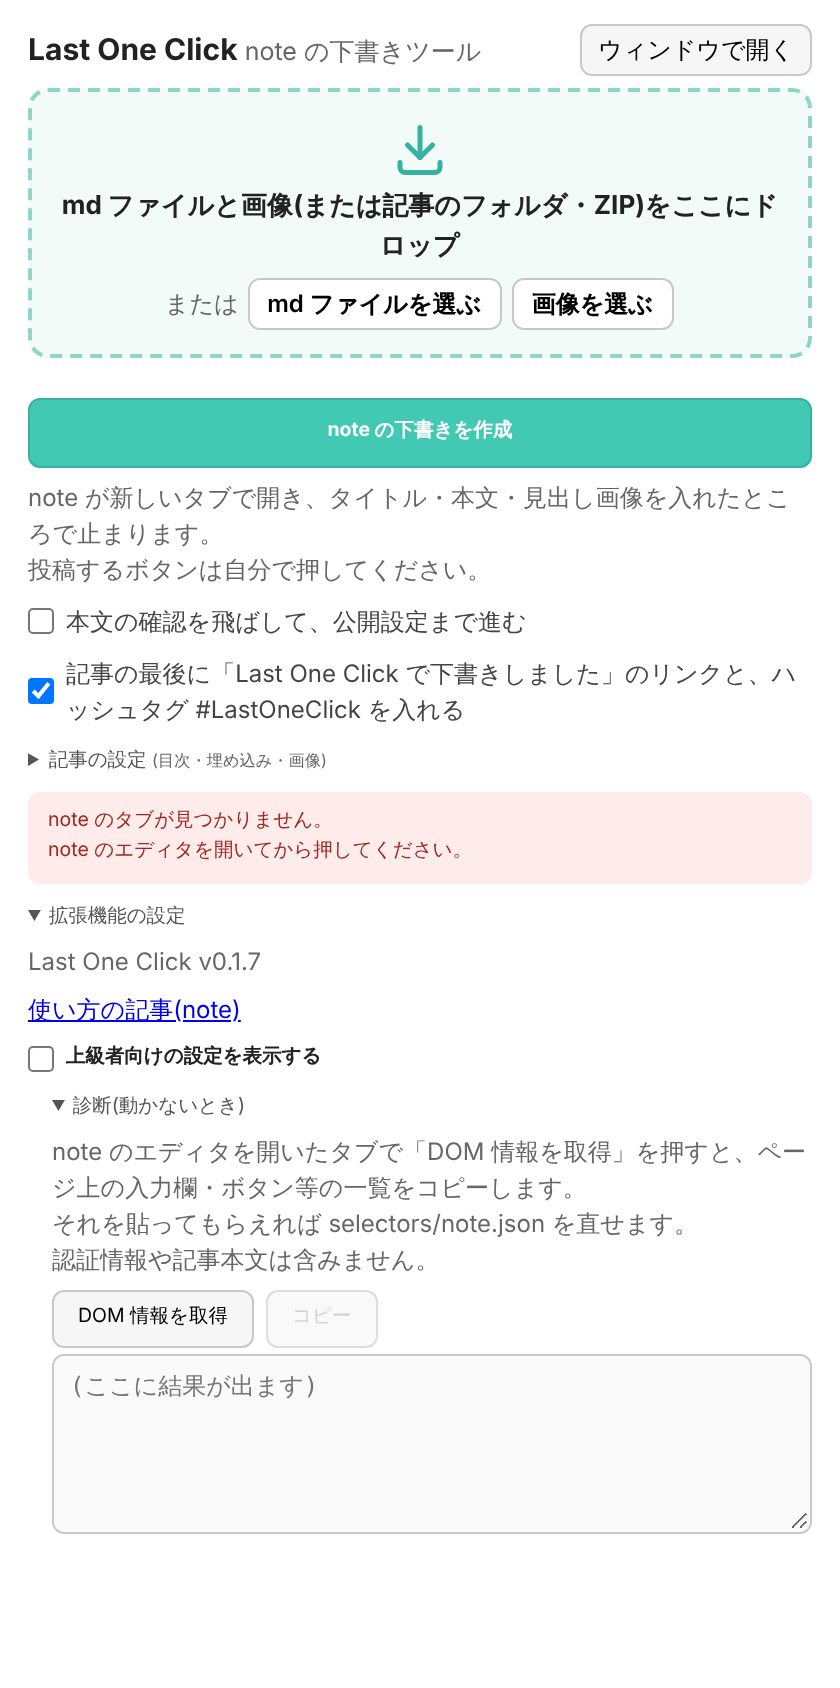 Last One Click note の下書きツール
ウィンドウで開く
md ファイルと画像(または記事のフォルダ・ZIP)をここにド
ロップ
または md ファイルを選ぶ 画像を選ぶ
note の下書きを作成
note が新しいタブで開き、タイトル・本文・見出し画像を入れたとこ
ろで止まります。
投稿するボタンは自分で押してください。
本文の確認を飛ばして、公開設定まで進む
記事の最後に「Last One Click で下書きしました」のリンクと、ハ
ッシュタグ #LastOneClick を入れる
記事の設定 (目次・埋め込み・画像)
note のタブが見つかりません。
note のエディタを開いてから押してください。
拡張機能の設定
Last One Click v0.1.7
使い方の記事(note)
上級者向けの設定を表示する
診断(動かないとき)
note のエディタを開いたタブで「DOM 情報を取得」を押すと、ペー
ジ上の入力欄・ボタン等の一覧をコピーします。
それを貼ってもらえれば selectors/note.json を直せます。
認証情報や記事本文は含みません。
DOM 情報を取得 コピー
(ここに結果が出ます)